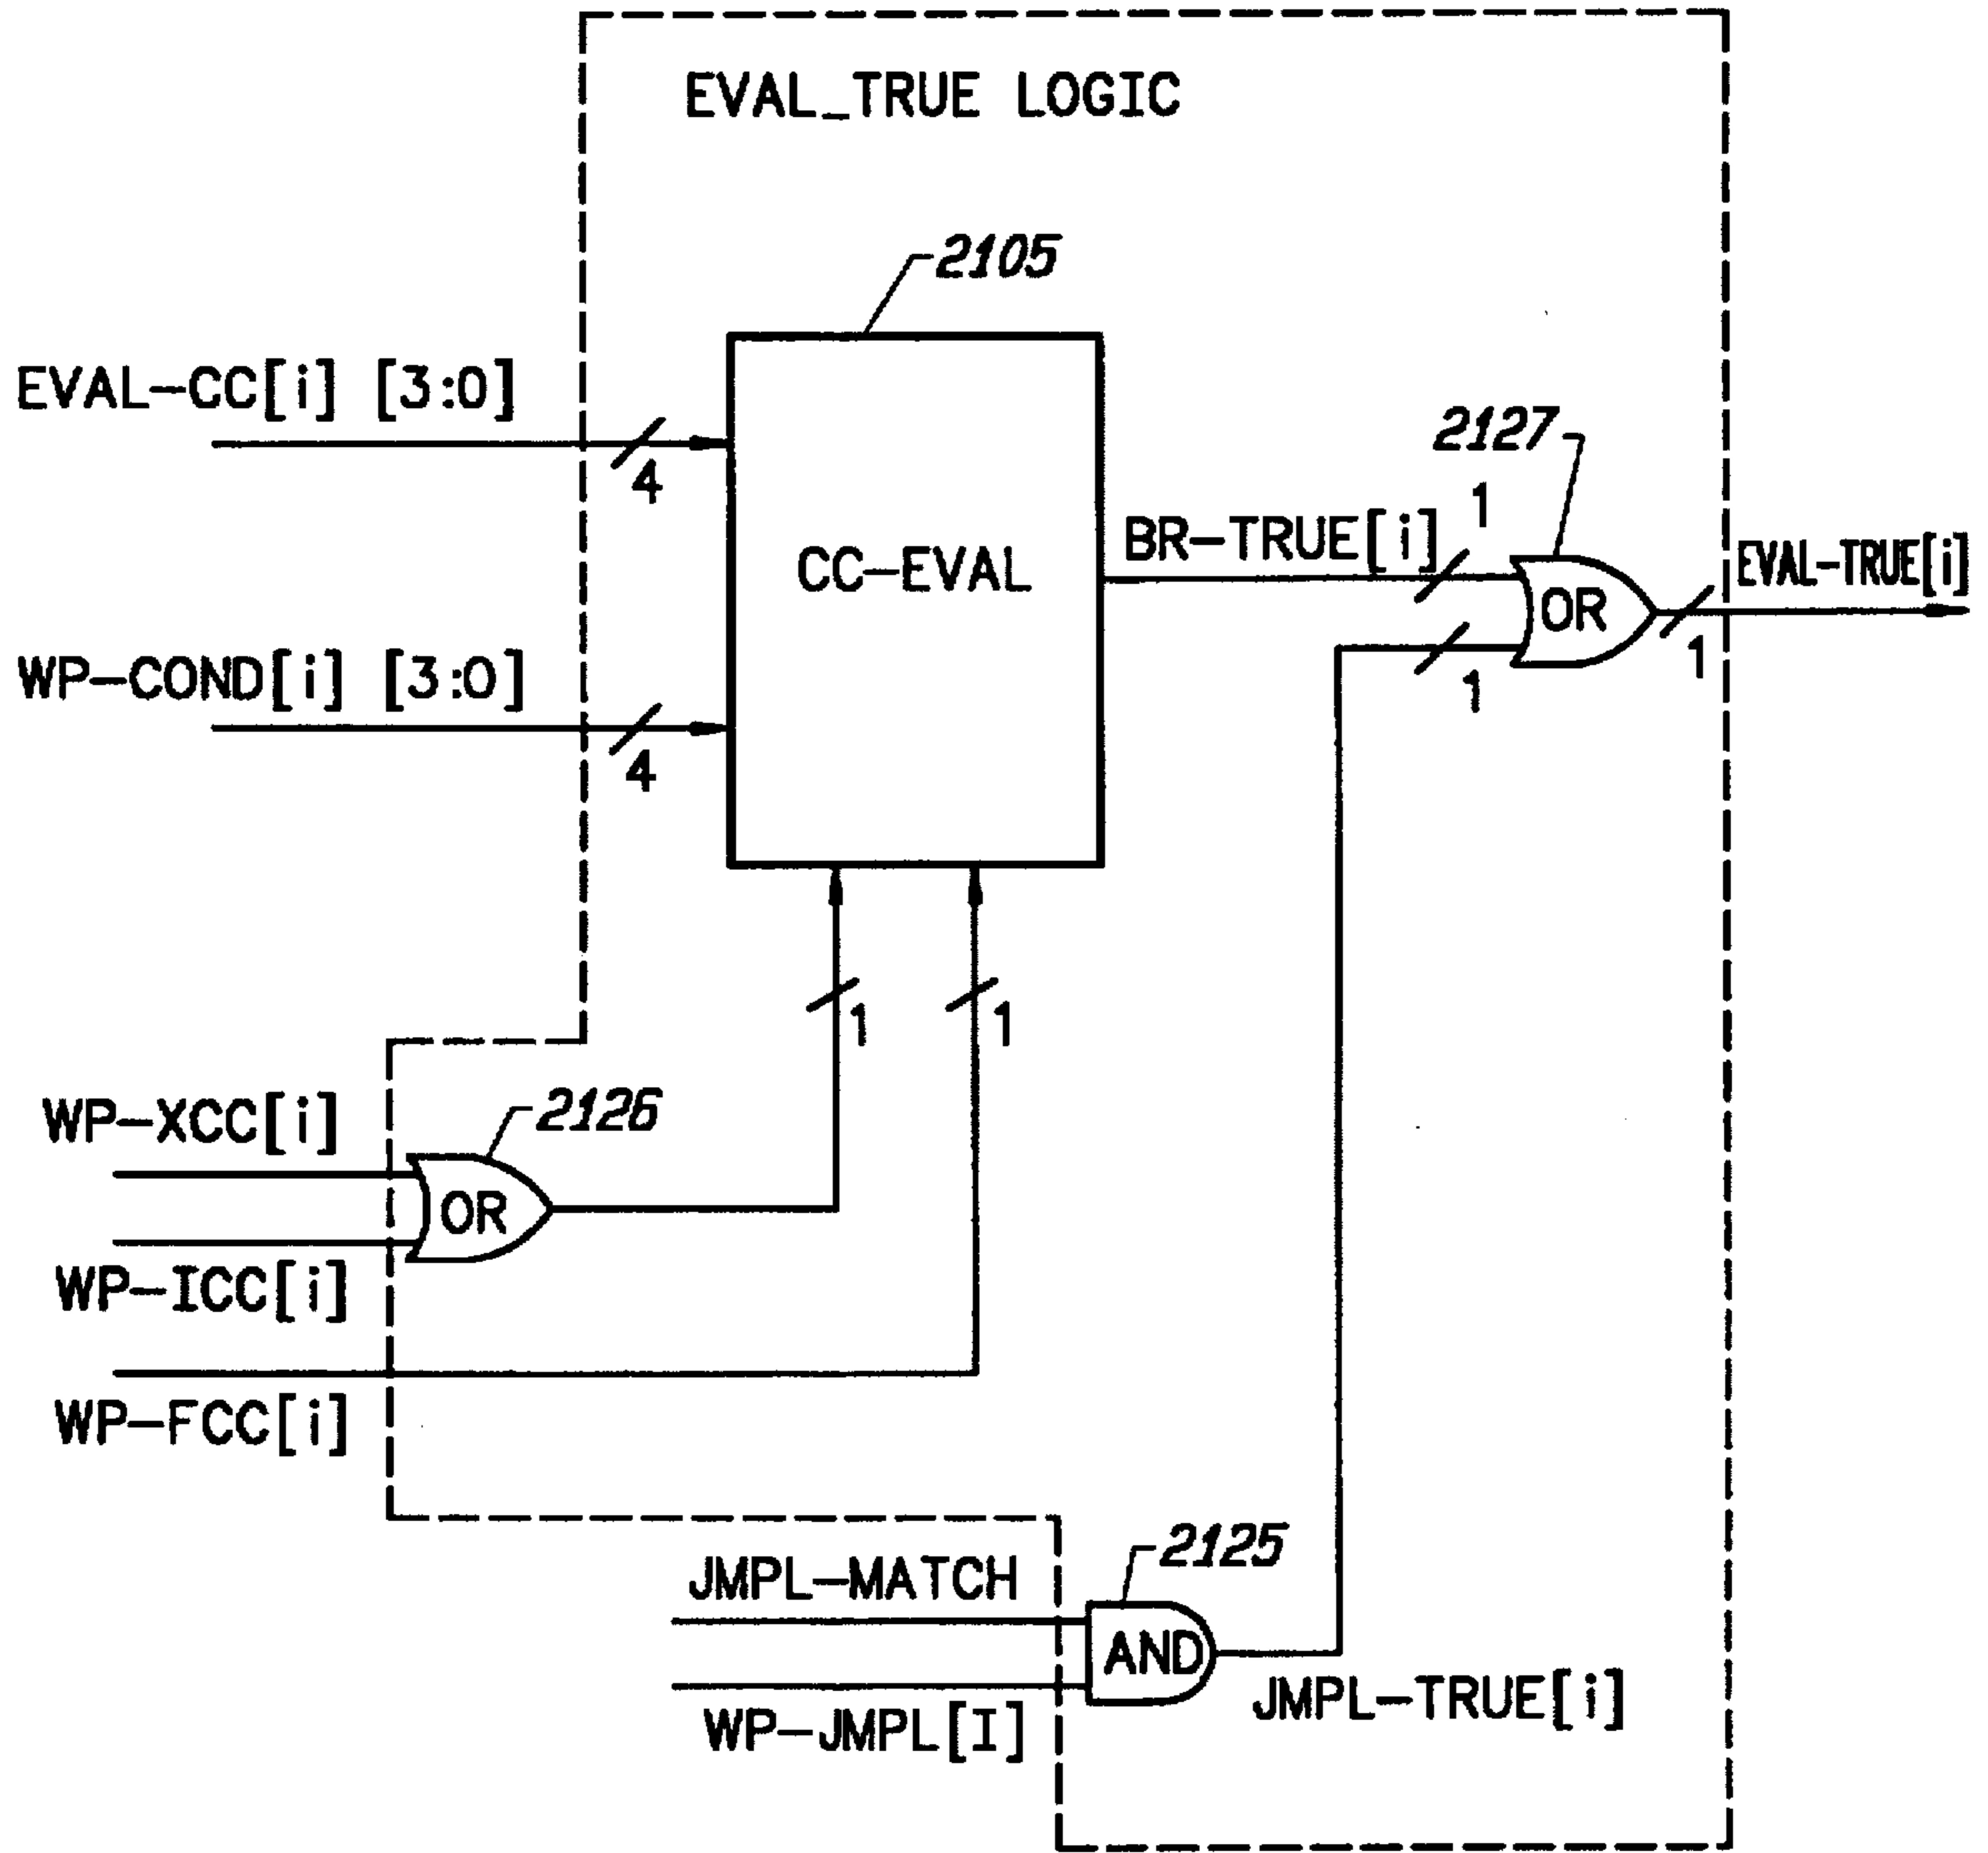 EVAL_TRUE LOGIC
2105
EVAL-CC[i] [3:0]
4
2127
1
BR-TRUE[i]
EVAL-TRUE[i]
CC-EVAL
OR
1
1
WP-COND[i] [3:0]
4
1
1
WP-XCC[i]
2126
OR
WP-ICC[i]
WP-FCC[i]
2125
JMPL-MATCH
AND
JMPL-TRUE[i]
WP-JMPL[I]